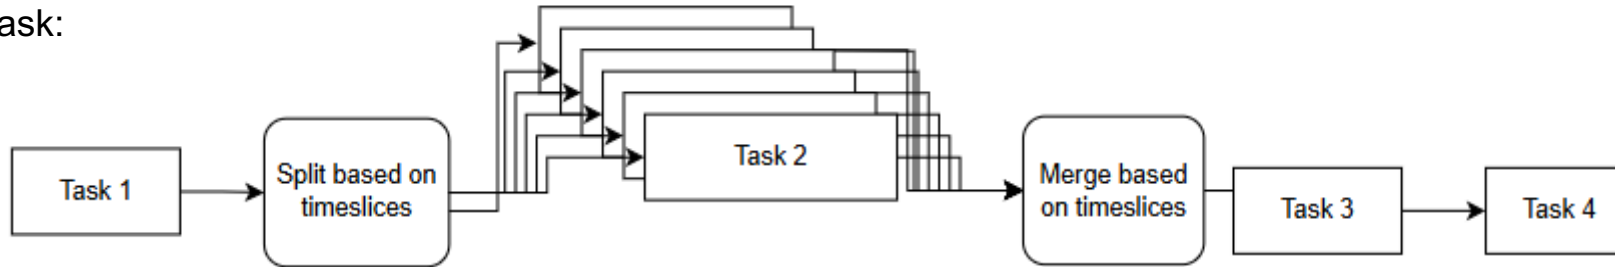 ask:
Task 1
Split based on
timeslices
Task 2
Merge based
on timeslices
Task 3
Task 4